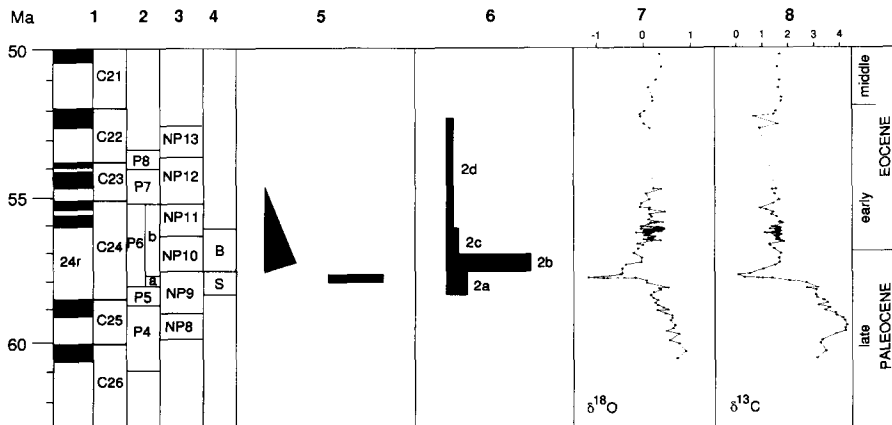 Ma 1 2 3 4 5 6 7 8
-1 0 1 0 1 2 3 4
50
C21
middle
C22
NP13
EOCENE
P8
2d
C23
NP12
P7
55
early
NP11
C24
P6
b
B
2c
24r
NP10
2b
a
S
2a
P5
NP9
C25
P4
NP8
late
PALEOCENE
60
C26
δ18O
δ13C